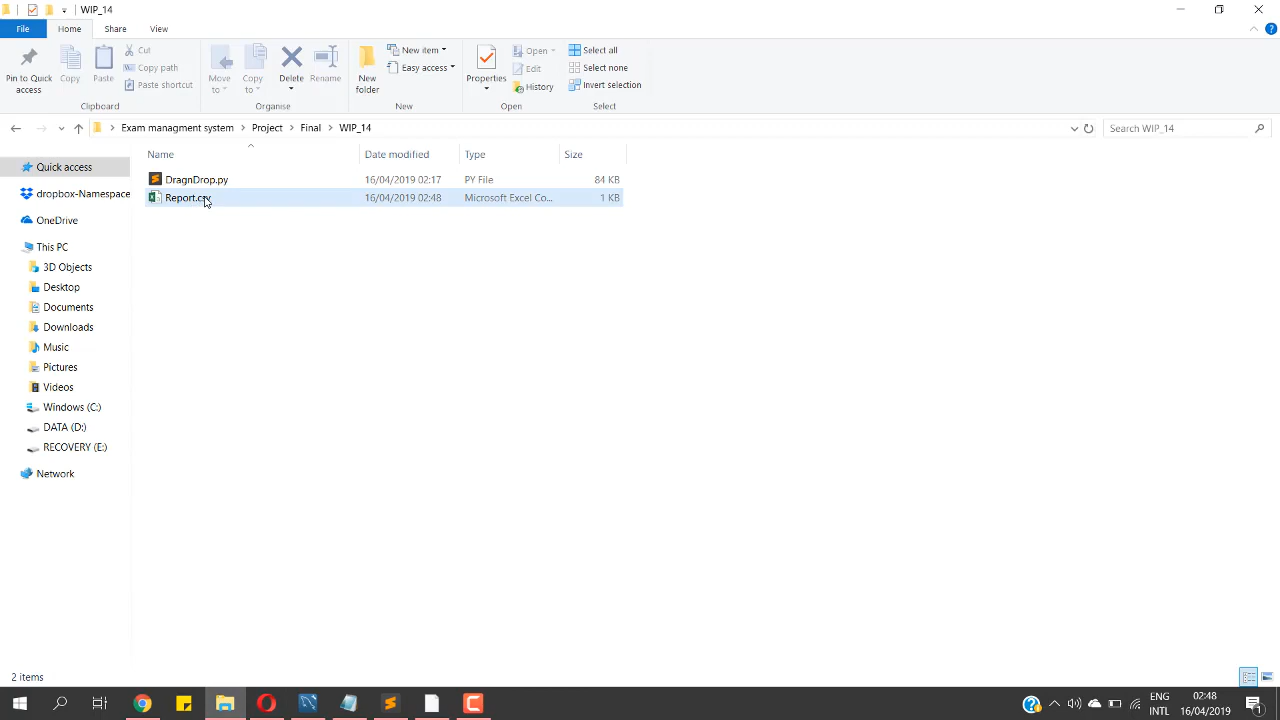 WIP_14
File Home Share View
Pin to Quick access
Copy
Paste
Cut
Copy path
Paste shortcut
Clipboard
Move to
Copy to
Delete
Rename
Organise
New folder
New item
Easy access
New
Properties
Open
Edit
History
Open
Select all
Select none
Invert selection
Select
Exam managment system Project Final WIP_14
Search WIP_14
Name Date modified Type Size
DragnDrop.py 16/04/2019 02:17 PY File 84 KB
Report.csv 16/04/2019 02:48 Microsoft Excel Co... 1 KB
Quick access
dropbox-Namespace
OneDrive
This PC
3D Objects
Desktop
Documents
Downloads
Music
Pictures
Videos
Windows (C:)
DATA (D:)
RECOVERY (E:)
Network
2 items
ENG
INTL
02:48
16/04/2019